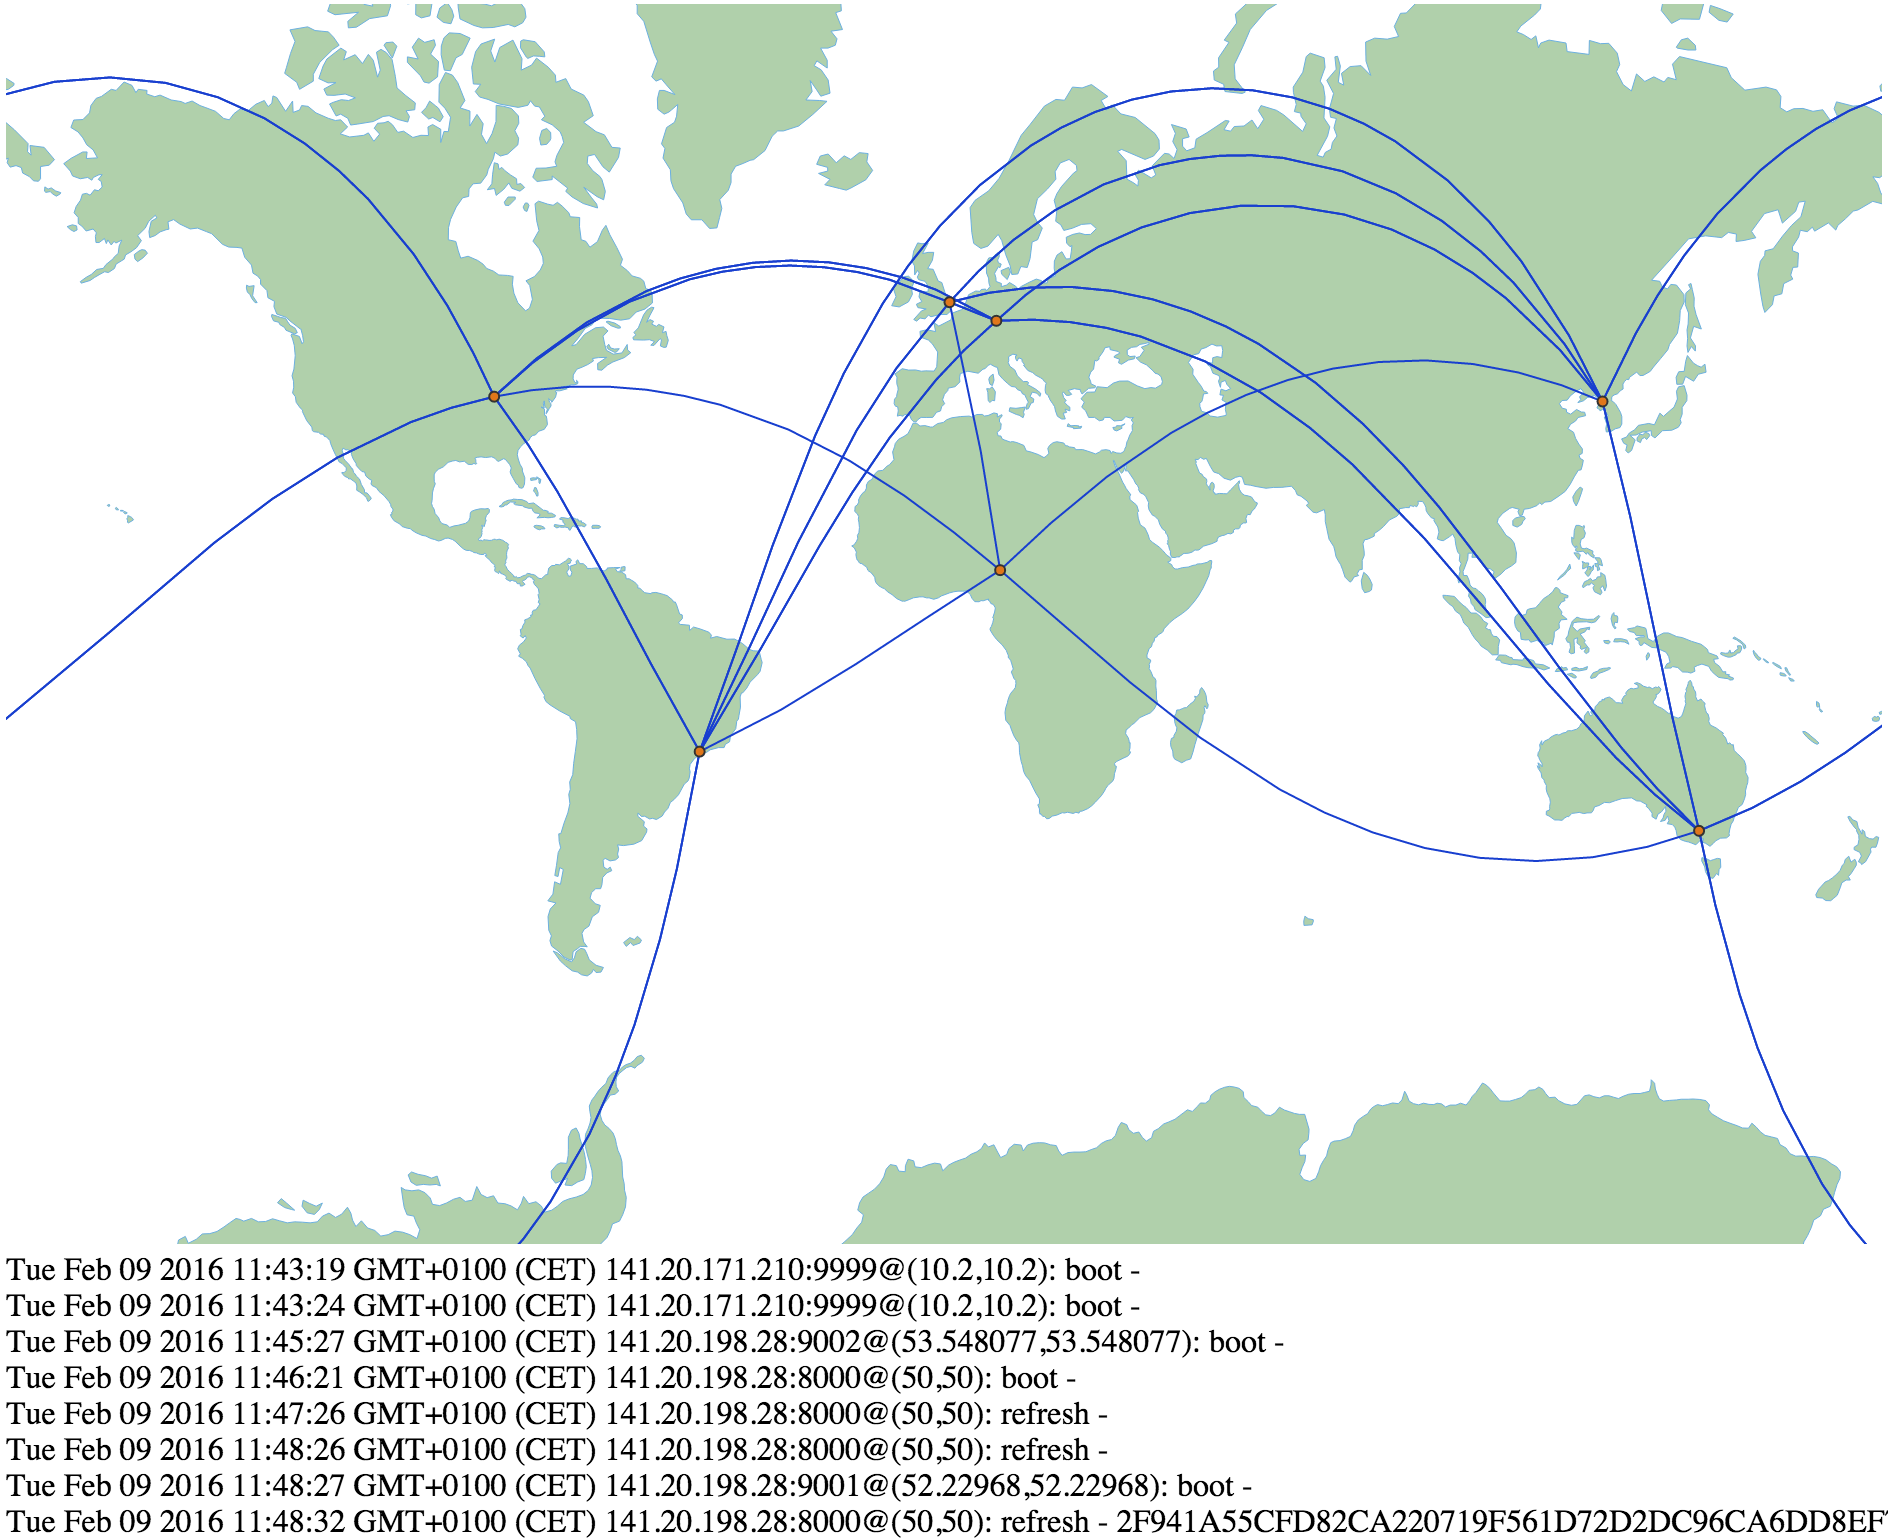 Tue Feb 09 2016 11:43:19 GMT+0100 (CET) 141.20.171.210:9999@(10.2,10.2): boot -
Tue Feb 09 2016 11:43:24 GMT+0100 (CET) 141.20.171.210:9999@(10.2,10.2): boot -
Tue Feb 09 2016 11:45:27 GMT+0100 (CET) 141.20.198.28:9002@(53.548077,53.548077): boot -
Tue Feb 09 2016 11:46:21 GMT+0100 (CET) 141.20.198.28:8000@(50,50): boot -
Tue Feb 09 2016 11:47:26 GMT+0100 (CET) 141.20.198.28:8000@(50,50): refresh -
Tue Feb 09 2016 11:48:26 GMT+0100 (CET) 141.20.198.28:8000@(50,50): refresh -
Tue Feb 09 2016 11:48:27 GMT+0100 (CET) 141.20.198.28:9001@(52.22968,52.22968): boot -
Tue Feb 09 2016 11:48:32 GMT+0100 (CET) 141.20.198.28:8000@(50,50): refresh - 2F941A55CFD82CA220719F561D72D2DC96CA6DD8EF